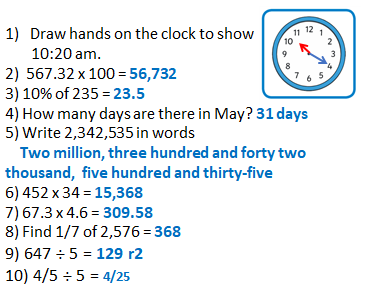 1) Draw hands on the clock to show
10:20 am.
12
11
1
10
2
9
3
8
4
7
5
6
2) 567.32 x 100 = 56,732
3) 10% of 235 = 23.5
4) How many days are there in May? 31 days
5) Write 2,342,535 in words
Two million, three hundred and forty two
thousand, five hundred and thirty-five
6) 452 x 34 = 15,368
7) 67.3 x 4.6 = 309.58
8) Find 1/7 of 2,576 = 368
9) 647 ÷ 5 = 129 r2
10) 4/5 ÷ 5 = 4/25